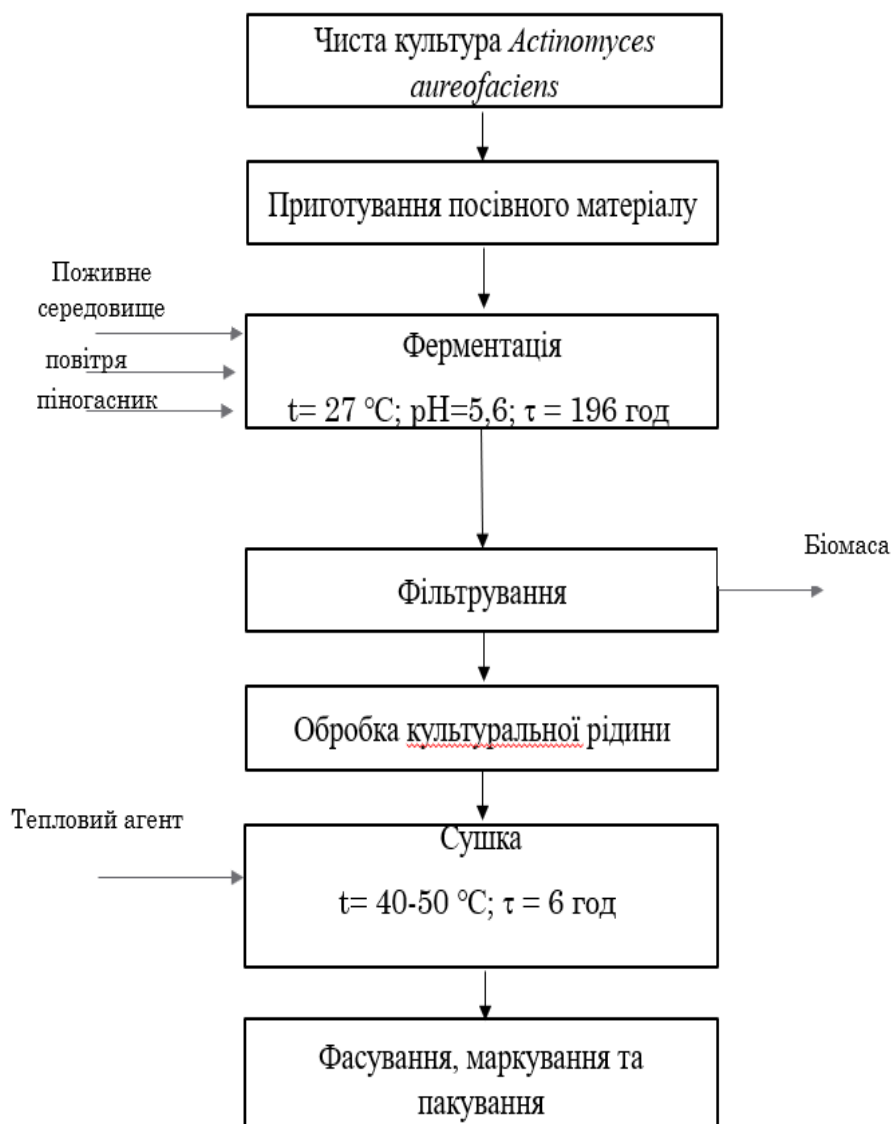 Чиста культура Actinomyces
aureofaciens
Приготування посівного матеріалу
Поживне
середовище
повітря
піногасник
Ферментація
t= 27 °C; pH=5,6; τ = 196 год
Біомаса
Фільтрування
Обробка культуральної рідини
Тепловий агент
Сушка
t= 40-50 °C; τ = 6 год
Фасування, маркування та
пакування